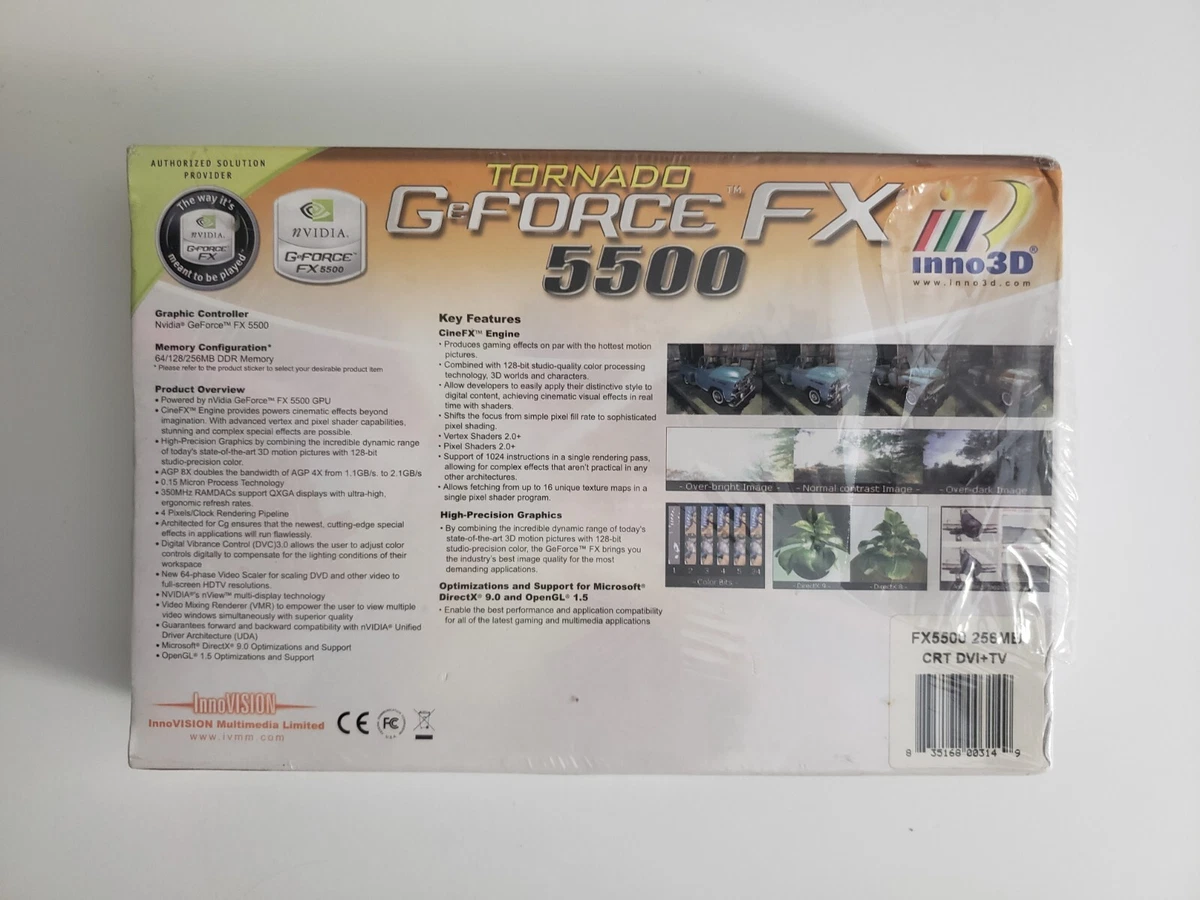 AUTHORIZED SOLUTION
PROVIDER
The way it's
nVIDIA.
GeFORCE
FX
meant to be played
nVIDIA.
GeFORCE™
FX 5500
TORNADO
GeFORCE™ FX
5500
inno3D®
www.inno3d.com
Graphic Controller
Nvidia® GeForce™ FX 5500
Memory Configuration*
64/128/256MB DDR Memory
* Please refer to the product sticker to select your desirable product item
Product Overview
• Powered by nVidia GeForce™ FX 5500 GPU
• CineFX™ Engine provides powers cinematic effects beyond
imagination. With advanced vertex and pixel shader capabilities,
stunning and complex special effects are possible.
• High-Precision Graphics by combining the incredible dynamic range
of today's state-of-the-art 3D motion pictures with 128-bit
studio-precision color.
• AGP 8X doubles the bandwidth of AGP 4X from 1.1GB/s. to 2.1GB/s
• 0.15 Micron Process Technology
• 350MHz RAMDACs support QXGA displays with ultra-high,
ergonomic refresh rates.
• 4 Pixels/Clock Rendering Pipeline
• Architected for Cg ensures that the newest, cutting-edge special
effects in applications will run flawlessly.
• Digital Vibrance Control (DVC)3.0 allows the user to adjust color
controls digitally to compensate for the lighting conditions of their
workspace
• New 64-phase Video Scaler for scaling DVD and other video to
full-screen HDTV resolutions.
• NVIDIA®'s nView™ multi-display technology
• Video Mixing Renderer (VMR) to empower the user to view multiple
video windows simultaneously with superior quality
• Guarantees forward and backward compatibility with nVIDIA® Unified
Driver Architecture (UDA)
• Microsoft® DirectX® 9.0 Optimizations and Support
• OpenGL® 1.5 Optimizations and Support
Key Features
CineFX™ Engine
• Produces gaming effects on par with the hottest motion
pictures.
• Combined with 128-bit studio-quality color processing
technology, 3D worlds and characters.
• Allow developers to easily apply their distinctive style to
digital content, achieving cinematic visual effects in real
time with shaders.
• Shifts the focus from simple pixel fill rate to sophisticated
pixel shading.
• Vertex Shaders 2.0+
• Pixel Shaders 2.0+
• Support of 1024 instructions in a single rendering pass,
allowing for complex effects that aren't practical in any
other architectures.
• Allows fetching from up to 16 unique texture maps in a
single pixel shader program.
High-Precision Graphics
• By combining the incredible dynamic range of today's
state-of-the-art 3D motion pictures with 128-bit
studio-precision color, the GeForce™ FX brings you
the industry's best image quality for the most
demanding applications.
Optimizations and Support for Microsoft®
DirectX® 9.0 and OpenGL® 1.5
• Enable the best performance and application compatibility
for all of the latest gaming and multimedia applications
- Over-bright Image - - Normal contrast Image - - Over-dark Image -
1 2 3 4 5 24
- Color Bits -
FX5500 256MB
CRT DVI+TV
8 35168 00314 9
InnoVISION
InnoVISION Multimedia Limited
www.ivmm.com
CE FC